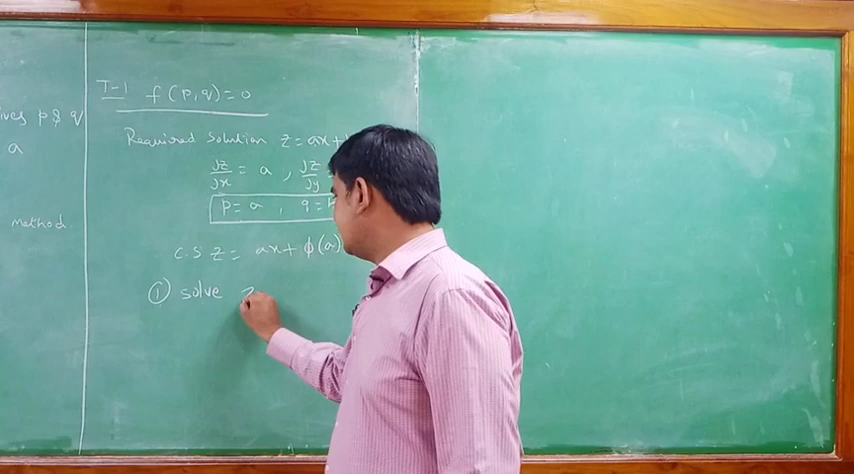 ives p & q
a
method.
T-1 f(p,q)=0
Required solution z=ax+
∂z/∂x = a , ∂z/∂y
p=a , q=
C.S z= ax+ϕ(a)
① solve